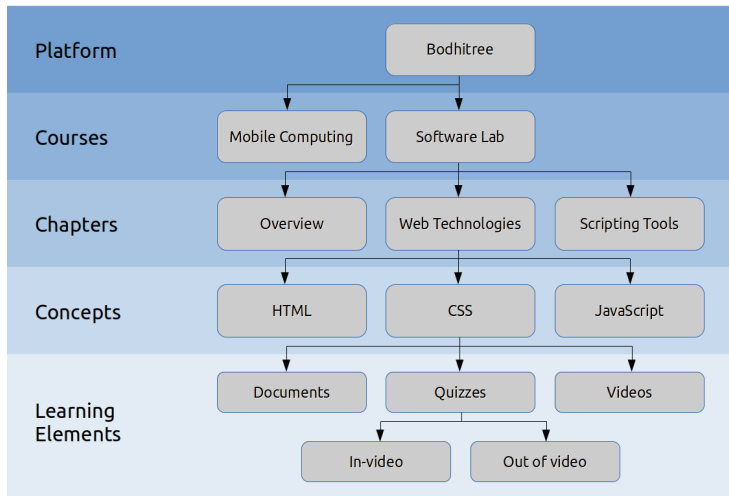 Platform
Bodhitree
Courses
Mobile Computing
Software Lab
Chapters
Overview
Web Technologies
Scripting Tools
Concepts
HTML
CSS
JavaScript
Learning
Elements
Documents
Quizzes
Videos
In-video
Out of video